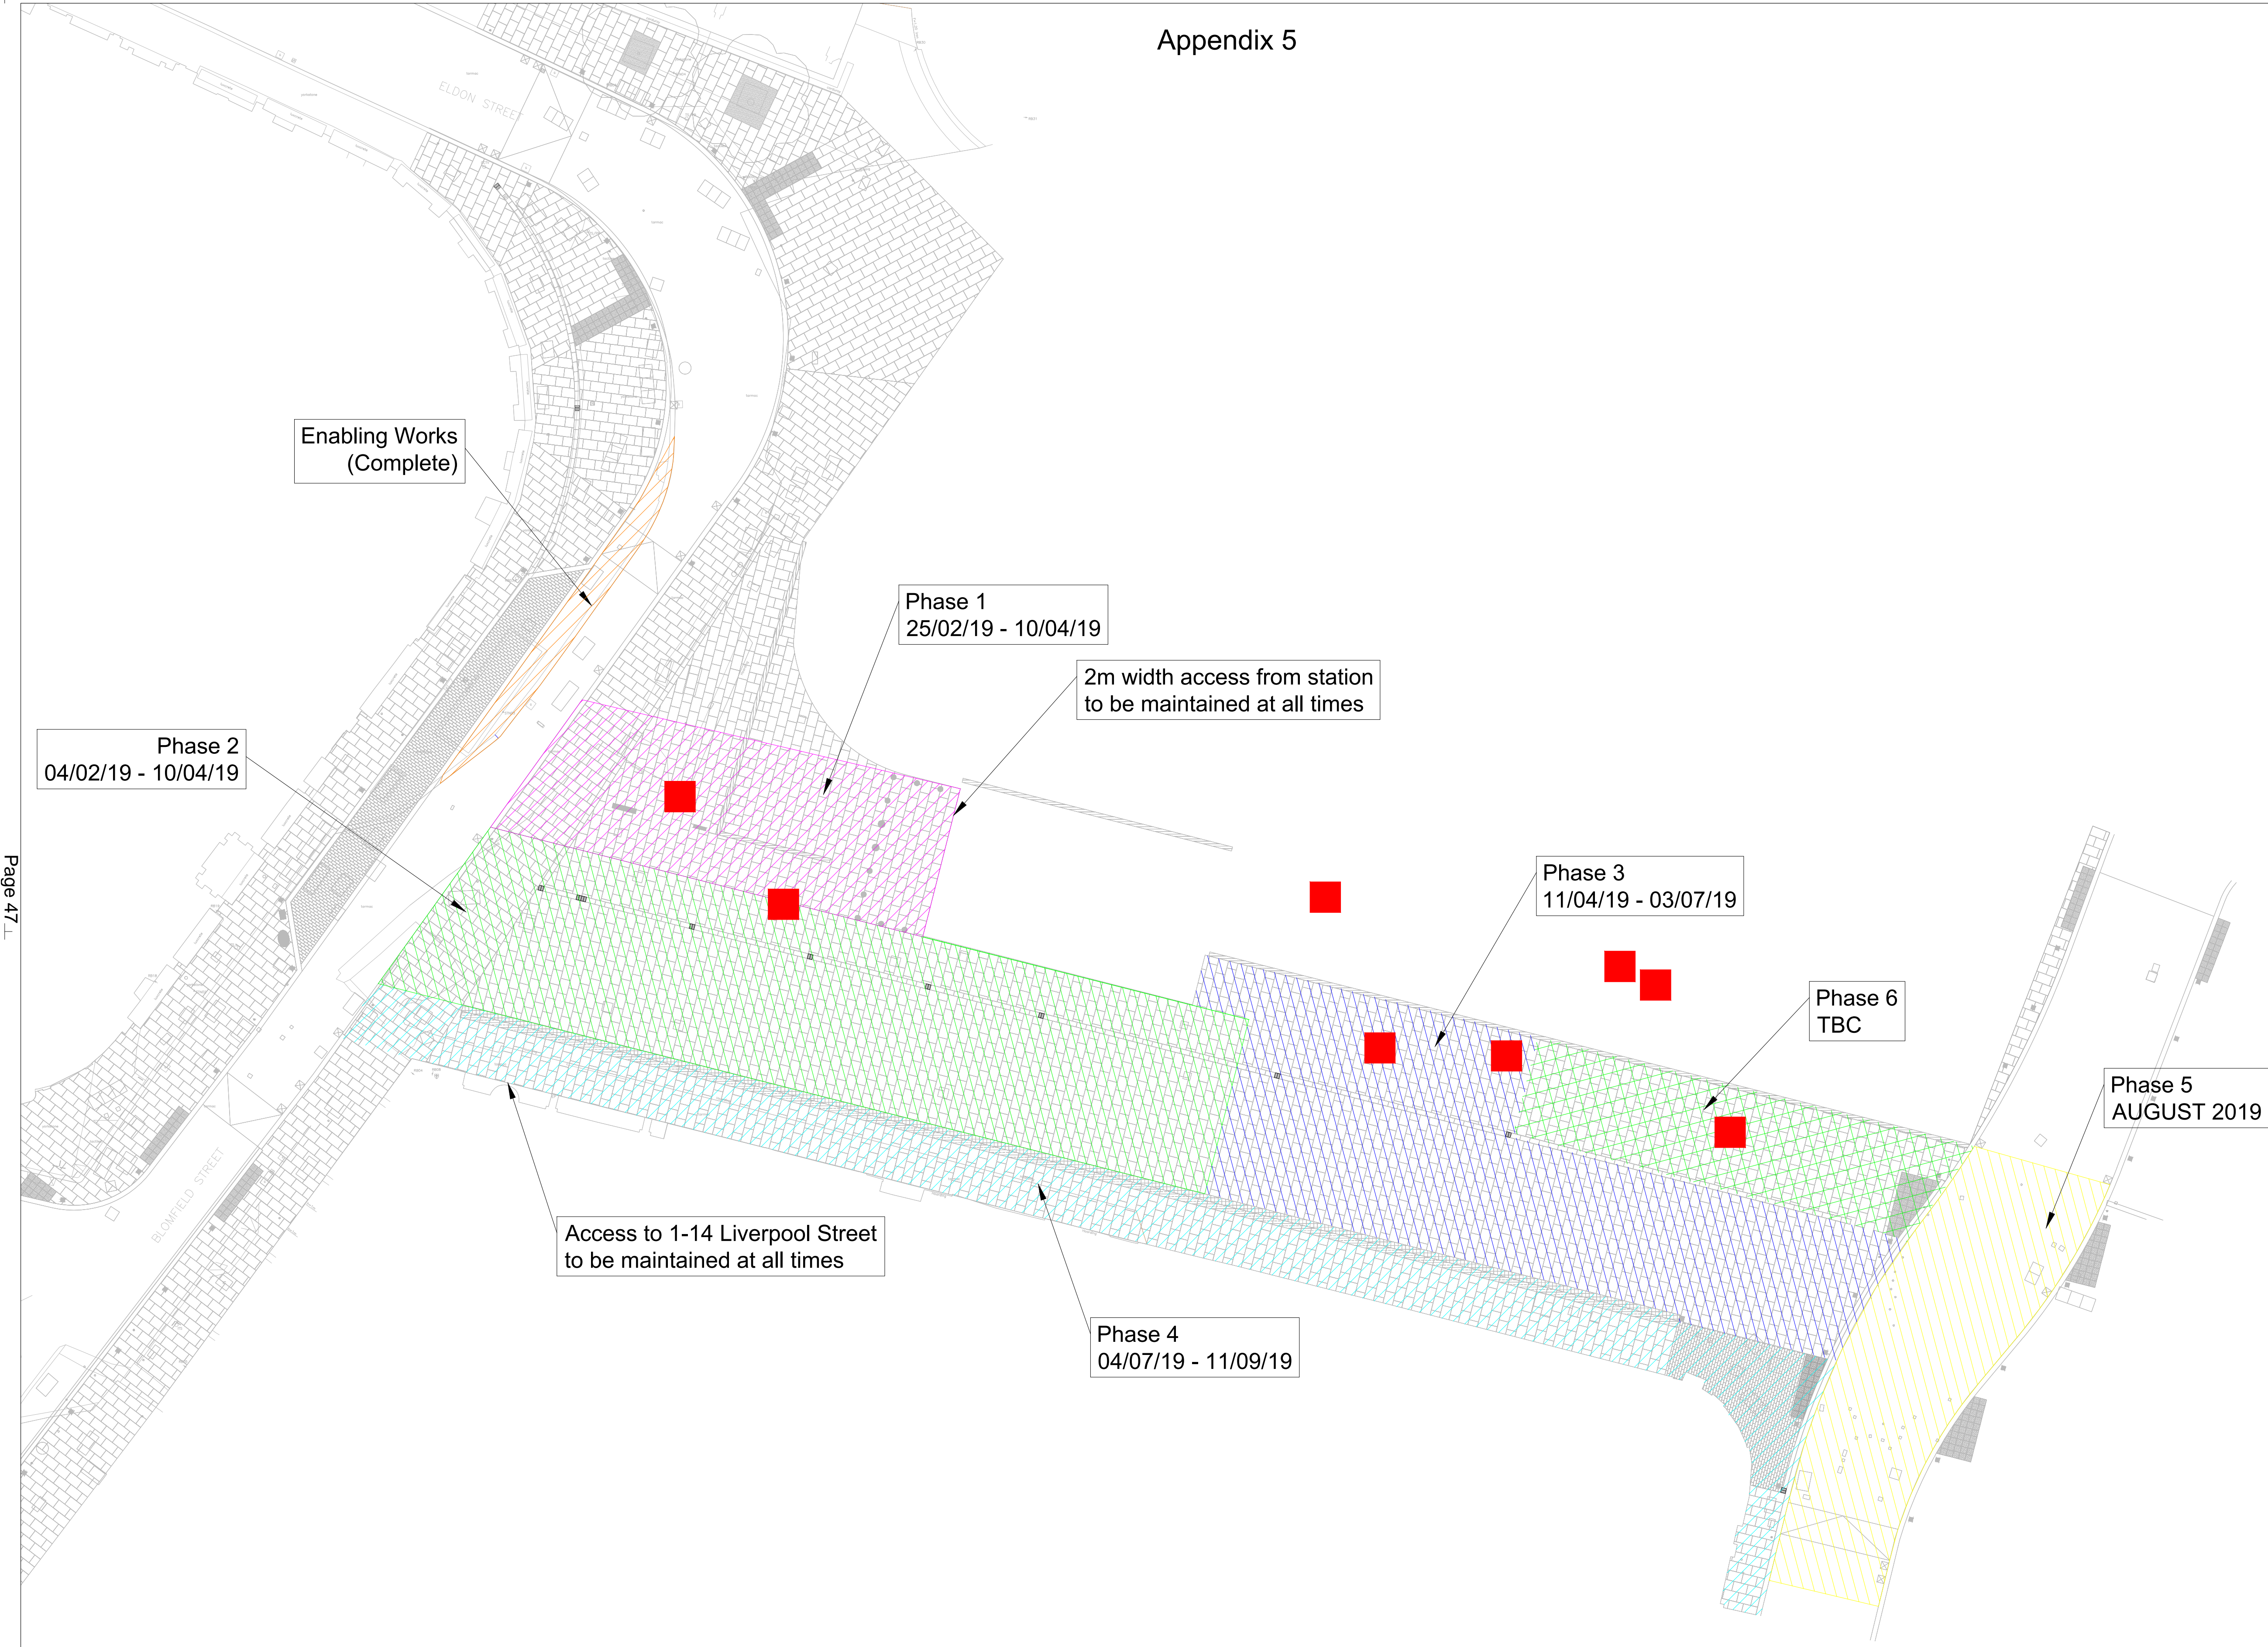 Appendix 5
ELDON STREET
Enabling Works
(Complete)
Phase 1
25/02/19 - 10/04/19
2m width access from station
to be maintained at all times
Phase 2
04/02/19 - 10/04/19
Phase 3
11/04/19 - 03/07/19
Phase 6
TBC
Phase 5
AUGUST 2019
Access to 1-14 Liverpool Street
to be maintained at all times
Phase 4
04/07/19 - 11/09/19
BLOMFIELD STREET
Page 47